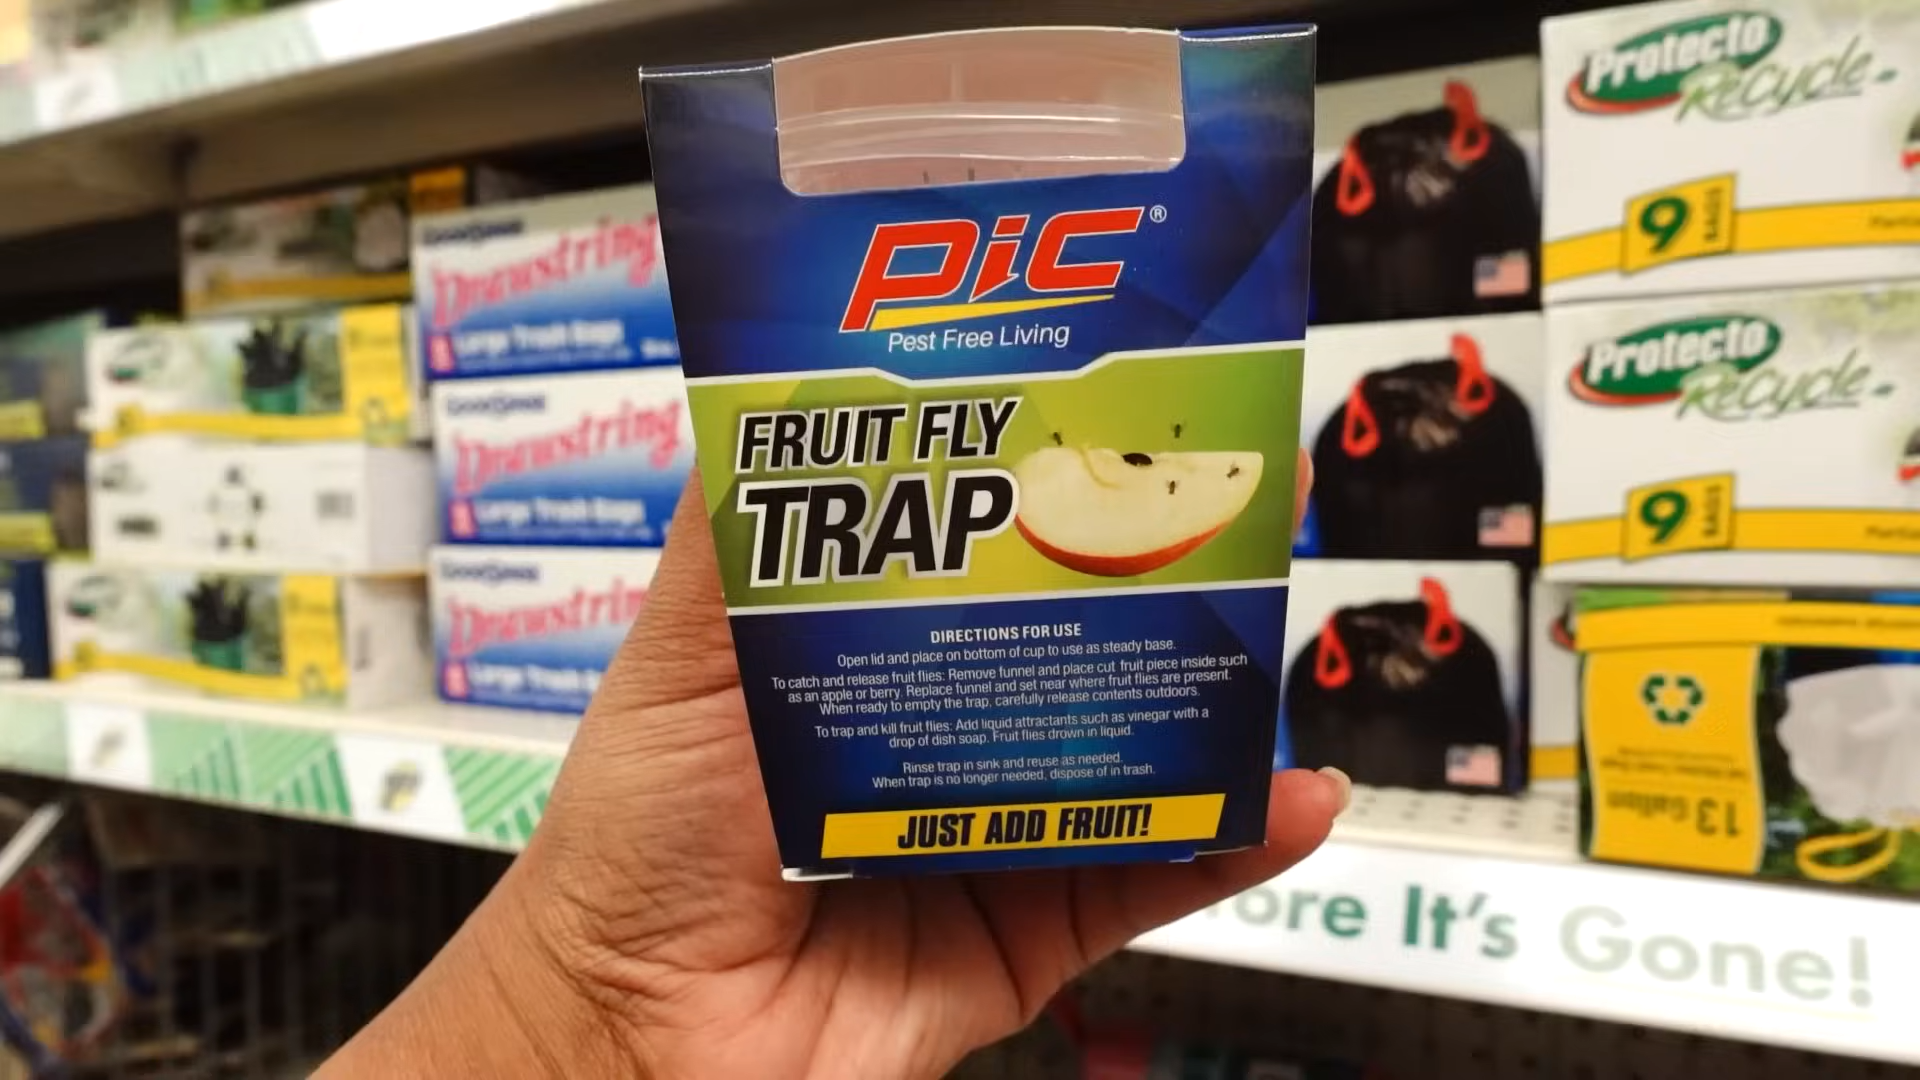 PiC®
Pest Free Living
FRUIT FLY
TRAP
DIRECTIONS FOR USE
Open lid and place on bottom of cup to use as steady base.
To catch and release fruit flies: Remove funnel and place cut fruit piece inside such
as an apple or berry. Replace funnel and set near where fruit flies are present.
When ready to empty the trap, carefully release contents outdoors.
To trap and kill fruit flies: Add liquid attractants such as vinegar with a
drop of dish soap. Fruit flies drown in liquid.
Rinse trap in sink and reuse as needed.
When trap is no longer needed, dispose of in trash.
JUST ADD FRUIT!
Drawstring
Large Trash Bags
Drawstring
Large Trash Bags
Drawstring
Large Trash
Protecto
ReCycle
9 BAGS
Protecto
ReCycle
9 BAGS
13 Gallon
It's Gone!